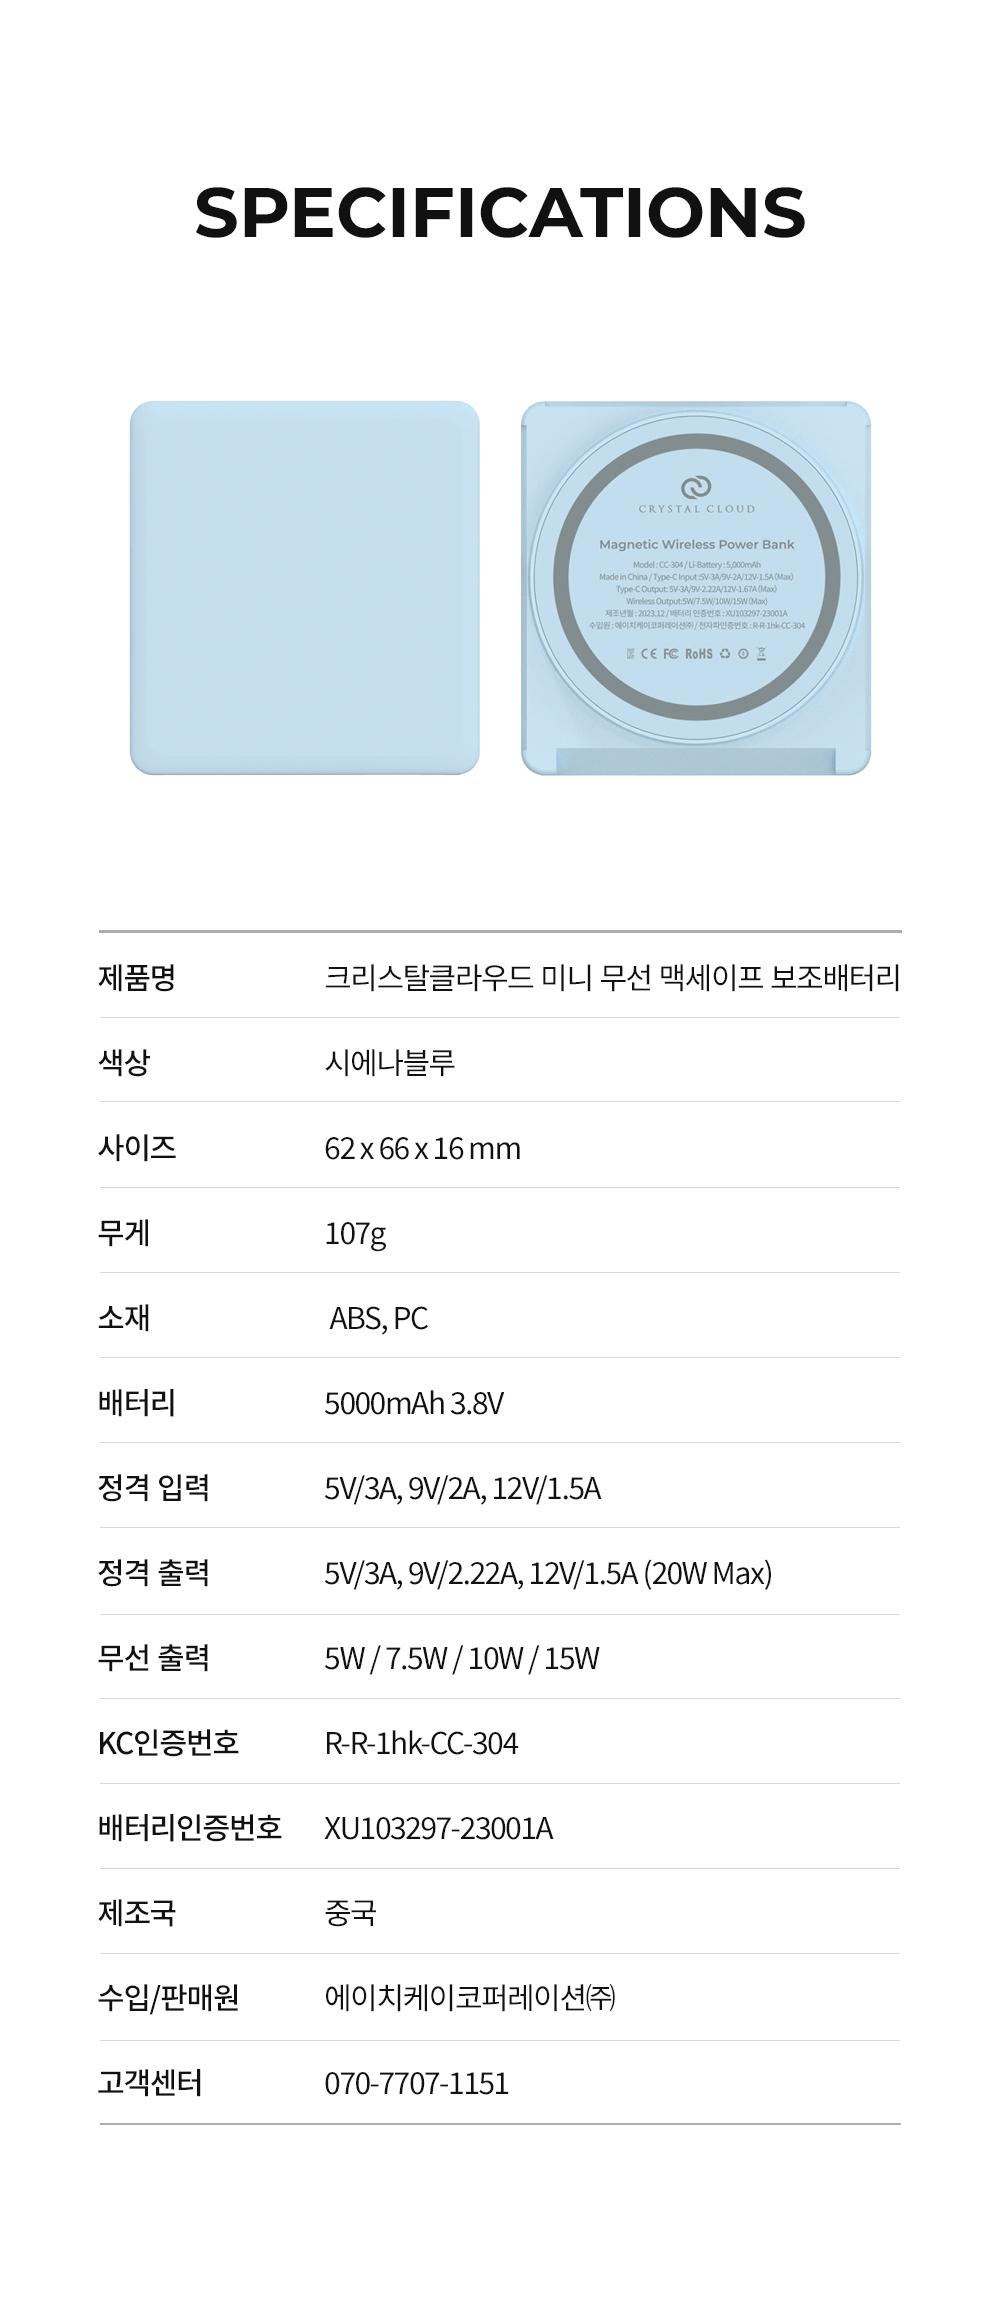 SPECIFICATIONS
CRYSTAL CLOUD
Magnetic Wireless Power Bank
Model : CC-304 / Li-Battery : 5,000mAh
Made in China / Type-C Input :5V-3A/9V-2A/12V-1.5A (Max)
Type-C Output: 5V-3A/9V-2.22A/12V-1.67A (Max)
Wireless Output:5W/7.5W/10W/15W (Max)
제조년월 : 2023.12 / 배터리 인증번호 : XU103297-23001A
수입원 : 에이치케이코퍼레이션㈜ / 전자파인증번호 : R-R-1hk-CC-304
CE FC RoHS
제품명 크리스탈클라우드 미니 무선 맥세이프 보조배터리
색상 시에나블루
사이즈 62 x 66 x 16 mm
무게 107g
소재 ABS, PC
배터리 5000mAh 3.8V
정격 입력 5V/3A, 9V/2A, 12V/1.5A
정격 출력 5V/3A, 9V/2.22A, 12V/1.5A (20W Max)
무선 출력 5W / 7.5W / 10W / 15W
KC인증번호 R-R-1hk-CC-304
배터리인증번호 XU103297-23001A
제조국 중국
수입/판매원 에이치케이코퍼레이션㈜
고객센터 070-7707-1151